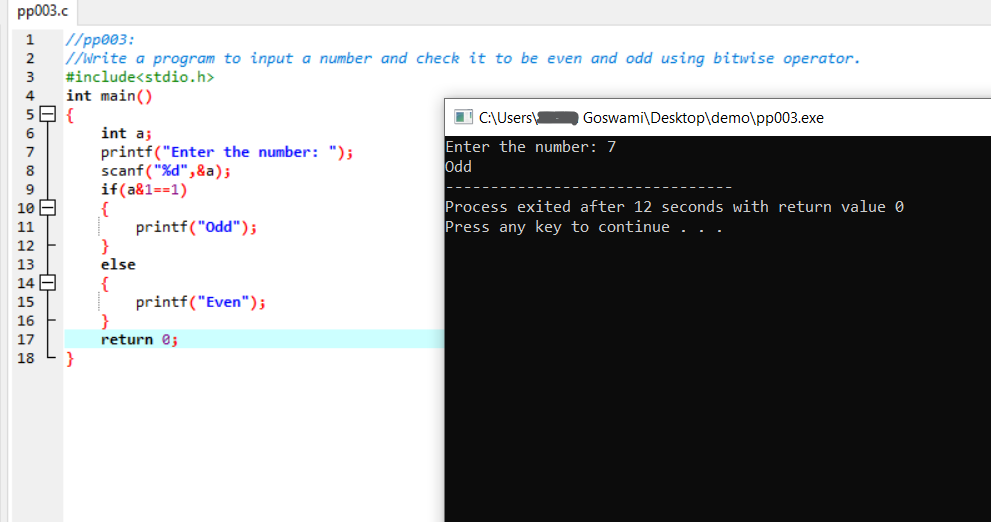 pp003.c
1 //pp003:
2 //Write a program to input a number and check it to be even and odd using bitwise operator.
3 #include<stdio.h>
4 int main()
5 {
6 int a;
7 printf("Enter the number: ");
8 scanf("%d",&a);
9 if(a&1==1)
10 {
11 printf("Odd");
12 }
13 else
14 {
15 printf("Even");
16 }
17 return 0;
18 }
C:\Users\ Goswami\Desktop\demo\pp003.exe
Enter the number: 7
Odd
--------------------------------
Process exited after 12 seconds with return value 0
Press any key to continue . . .